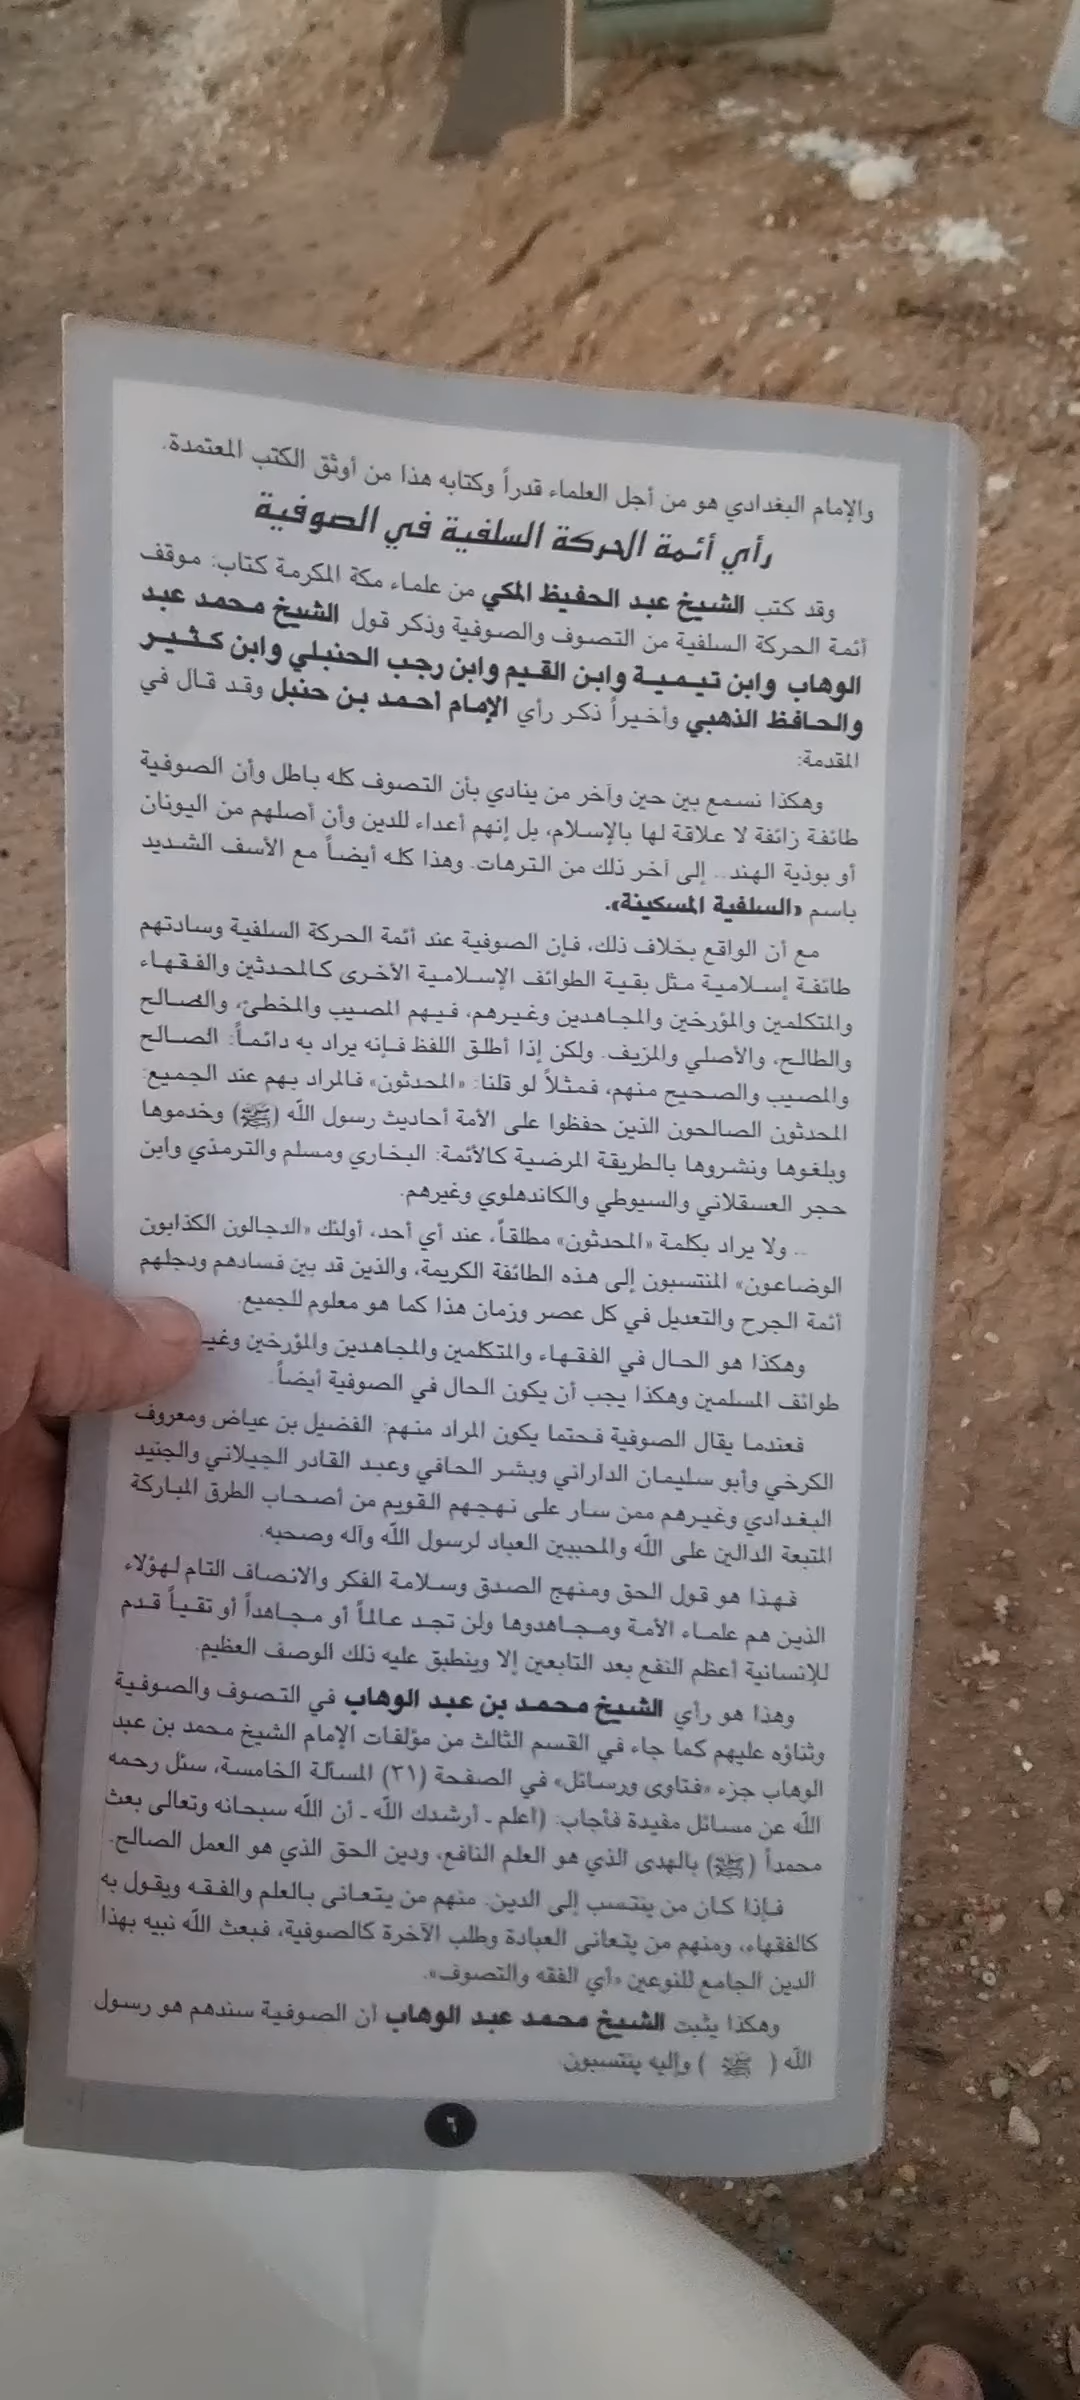 والإمام البغدادي هو من أجل العلماء قدراً وكتابه هذا من أوثق الكتب المعتمدة.
رأي أئمة الحركة السلفية في الصوفية
وقد كتب الشيخ عبد الحفيظ المكي من علماء مكة المكرمة كتاب: موقف
أئمة الحركة السلفية من التصوف والصوفية وذكر قول الشيخ محمد عبد
الوهاب وابن تيمية وابن القيم وابن رجب الحنبلي وابن كثير
والحافظ الذهبي وأخيراً ذكر رأي الإمام أحمد بن حنبل وقد قال في
المقدمة:
وهكذا نسمع بين حين وآخر من ينادي بأن التصوف كله باطل وأن الصوفية
طائفة زائفة لا علاقة لها بالإسلام، بل إنهم أعداء للدين وأن أصلهم من اليونان
أو بوذية الهند.. إلى آخر ذلك من الترهات. وهذا كله أيضاً مع الأسف الشديد
باسم «السلفية المسكينة».
مع أن الواقع بخلاف ذلك، فإن الصوفية عند أئمة الحركة السلفية وسادتهم
طائفة إسلامية مثل بقية الطوائف الإسلامية الأخرى كالمحدثين والفقهاء
والمتكلمين والمؤرخين والمجاهدين وغيرهم، فيهم المصيب والمخطئ، والصالح
والطالح، والأصلي والمزيف. ولكن إذا أطلق اللفظ فإنه يراد به دائماً: الصالح
والمصيب والصحيح منهم، فمثلاً لو قلنا: «المحدثون» فالمراد بهم عند الجميع:
المحدثون الصالحون الذين حفظوا على الأمة أحاديث رسول الله (ﷺ) وخدموها
وبلغوها ونشروها بالطريقة المرضية كالأئمة: البخاري ومسلم والترمذي وابن
حجر العسقلاني والسيوطي والكاندهلوي وغيرهم.
.. ولا يراد بكلمة «المحدثون» مطلقاً، عند أي أحد، أولئك «الدجالون الكذابون
الوضاعون» المنتسبون إلى هذه الطائفة الكريمة، والذين قد بين فسادهم ودجلهم
أئمة الجرح والتعديل في كل عصر وزمان هذا كما هو معلوم للجميع.
وهكذا هو الحال في الفقهاء والمتكلمين والمجاهدين والمؤرخين وغيـ
طوائف المسلمين وهكذا يجب أن يكون الحال في الصوفية أيضاً.
فعندما يقال الصوفية فحتما يكون المراد منهم: الفضيل بن عياض ومعروف
الكرخي وأبو سليمان الداراني وبشر الحافي وعبد القادر الجيلاني والجنيد
البغدادي وغيرهم ممن سار على نهجهم القويم من أصحاب الطرق المباركة
المتبعة الدالين على الله والمحببين العباد لرسول الله وآله وصحبه.
فهذا هو قول الحق ومنهج الصدق وسلامة الفكر والانصاف التام لهؤلاء
الذين هم علماء الأمة ومجاهدوها ولن تجد عالماً أو مجاهداً أو تقياً قدم
للإنسانية أعظم النفع بعد التابعين إلا وينطبق عليه ذلك الوصف العظيم.
وهذا هو رأي الشيخ محمد بن عبد الوهاب في التصوف والصوفية
وثناؤه عليهم كما جاء في القسم الثالث من مؤلفات الإمام الشيخ محمد بن عبد
الوهاب جزء «فتاوى ورسائل» في الصفحة (٣١) المسألة الخامسة، سئل رحمه
الله عن مسائل مفيدة فأجاب: (اعلم ـ أرشدك الله ـ أن الله سبحانه وتعالى بعث
محمداً (ﷺ) بالهدى الذي هو العلم النافع، ودين الحق الذي هو العمل الصالح.
فإذا كان من ينتسب إلى الدين. منهم من يتعانى بالعلم والفقه ويقول به
كالفقهاء، ومنهم من يتعانى العبادة وطلب الآخرة كالصوفية، فبعث الله نبيه بهذا
الدين الجامع للنوعين «أي الفقه والتصوف».
وهكذا يثبت الشيخ محمد عبد الوهاب أن الصوفية سندهم هو رسول
الله ( ﷺ ) وإليه ينتسبون
٦